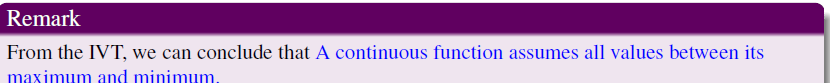 Remark
From the IVT, we can conclude that A continuous function assumes all values between its
maximum and minimum.